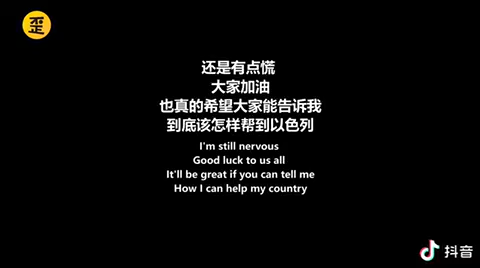 歪
还是有点慌
大家加油
也真的希望大家能告诉我
到底该怎样帮到以色列
I'm still nervous
Good luck to us all
It'll be great if you can tell me
How I can help my country
抖音